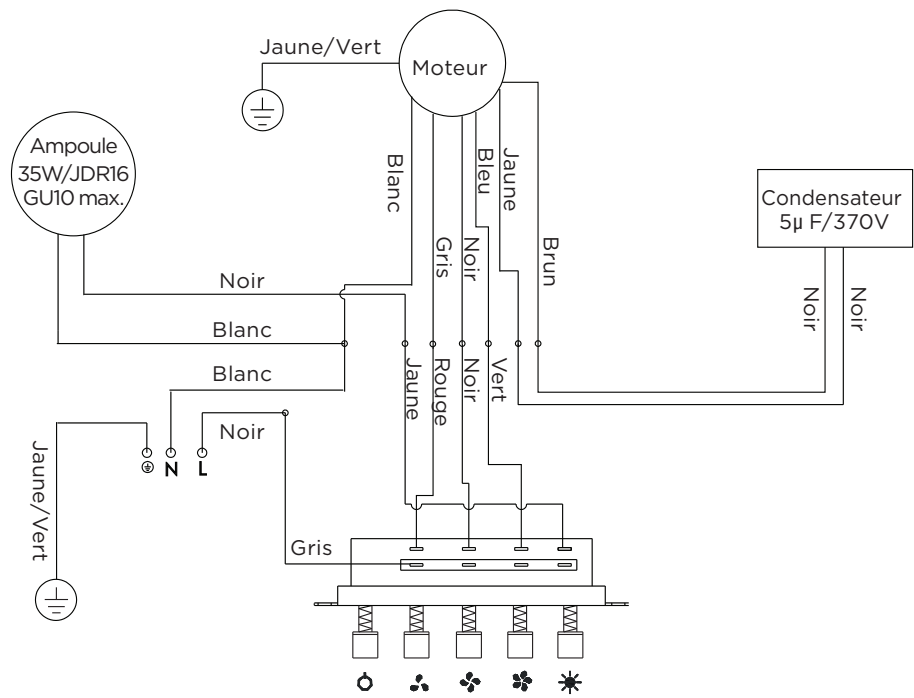 Jaune/Vert
Moteur
Ampoule
35W/JDR16
GU10 max.
Blanc
Bleu
Jaune
Condensateur
5µ F/370V
Gris
Noir
Brun
Noir
Noir
Noir
Blanc
Blanc
Jaune
Rouge
Noir
Vert
Noir
N
L
Jaune/Vert
Gris